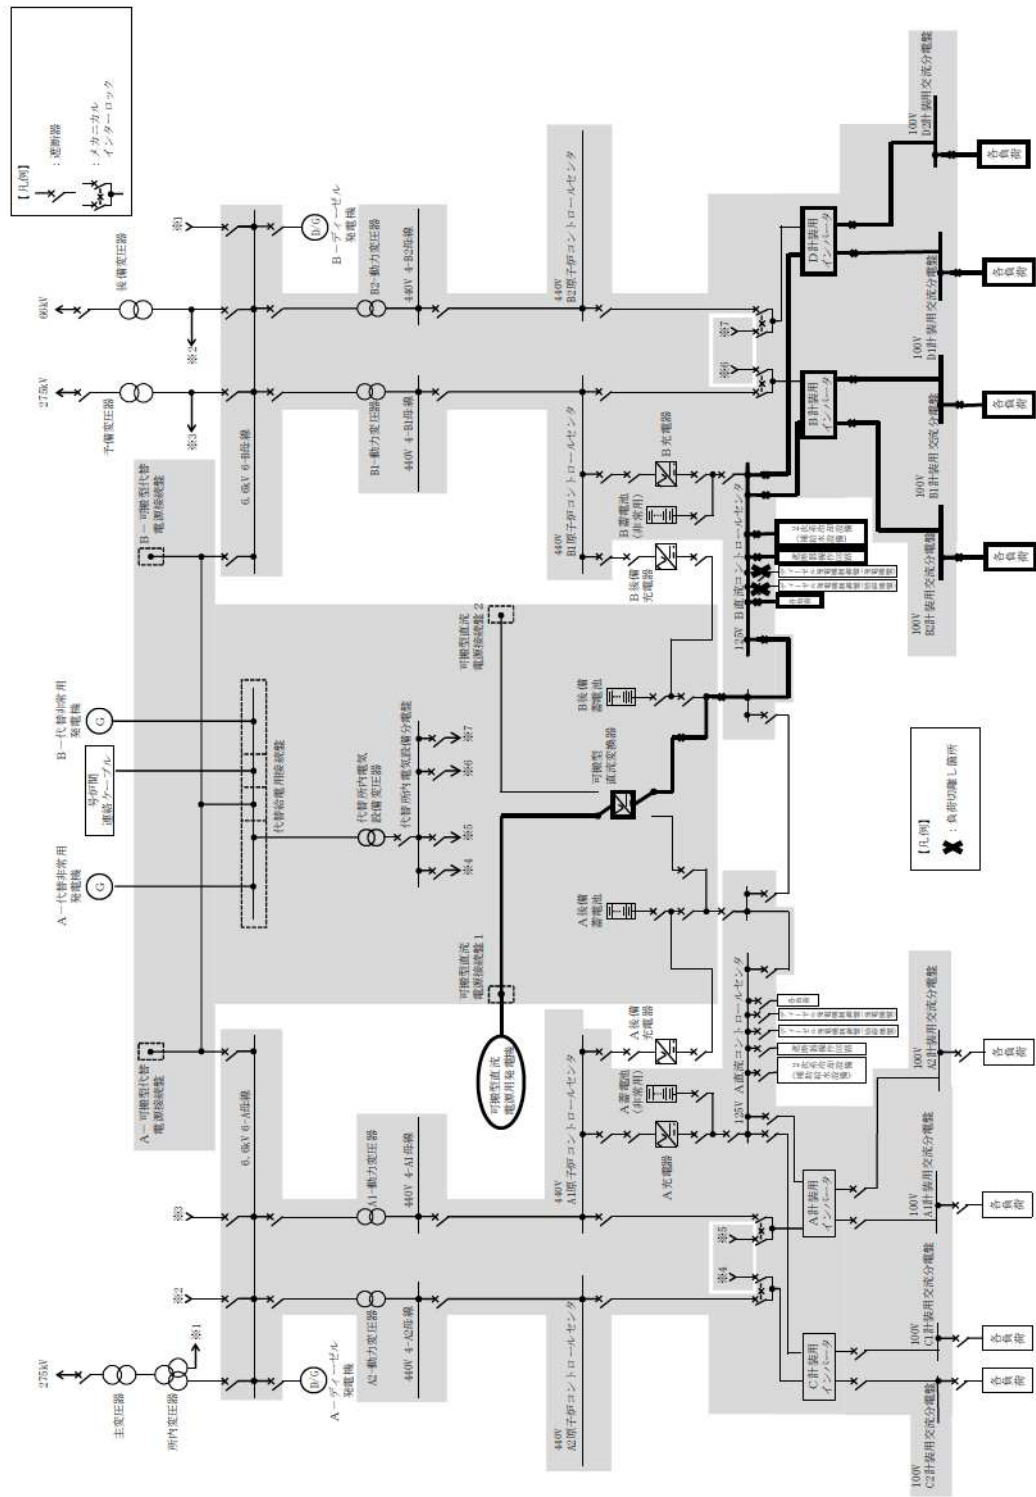 275kV
主変圧器
所内変圧器
※1
※2
※3
275kV
予備変圧器
※3
66kV
後備変圧器
※2
※1
【凡例】
：遮断器
：メカニカル
インターロック
A－可搬型代替
電源接続盤
B－可搬型代替
電源接続盤
6.6kV 6-A母線
6.6kV 6-B母線
D/G
A－ディーゼル
発電機
D/G
B－ディーゼル
発電機
A－代替非常用
発電機
G
号炉間
連絡ケーブル
B－代替非常用
発電機
G
代替給電用接続盤
代替所内電気
設備変圧器
代替所内電気設備分電盤
※4
※5
※6
※7
A2-動力変圧器
A1-動力変圧器
B1-動力変圧器
B2-動力変圧器
440V 4-A2母線
440V 4-A1母線
440V 4-B1母線
440V 4-B2母線
可搬型直流
電源用発電機
可搬型直流
電源接続盤1
可搬型直流
電源接続盤2
440V
A2原子炉コントロールセンタ
440V
A1原子炉コントロールセンタ
440V
B1原子炉コントロールセンタ
440V
B2原子炉コントロールセンタ
A充電器
A蓄電池
(非常用)
A後備
充電器
A後備
蓄電池
可搬型
直流変換器
B後備
蓄電池
B後備
充電器
B蓄電池
(非常用)
B充電器
※4
※5
※6
※7
125V A直流コントロールセンタ
125V B直流コントロールセンタ
C計装用
インバータ
A計装用
インバータ
B計装用
インバータ
D計装用
インバータ
100V
C2計装用交流分電盤
100V
C1計装用交流分電盤
100V
A1計装用交流分電盤
100V
A2計装用交流分電盤
100V
B2計装用交流分電盤
100V
B1計装用交流分電盤
100V
D1計装用交流分電盤
100V
D2計装用交流分電盤
各負荷
各負荷
各負荷
各負荷
各負荷
各負荷
各負荷
各負荷
【凡例】
：負荷切離し箇所